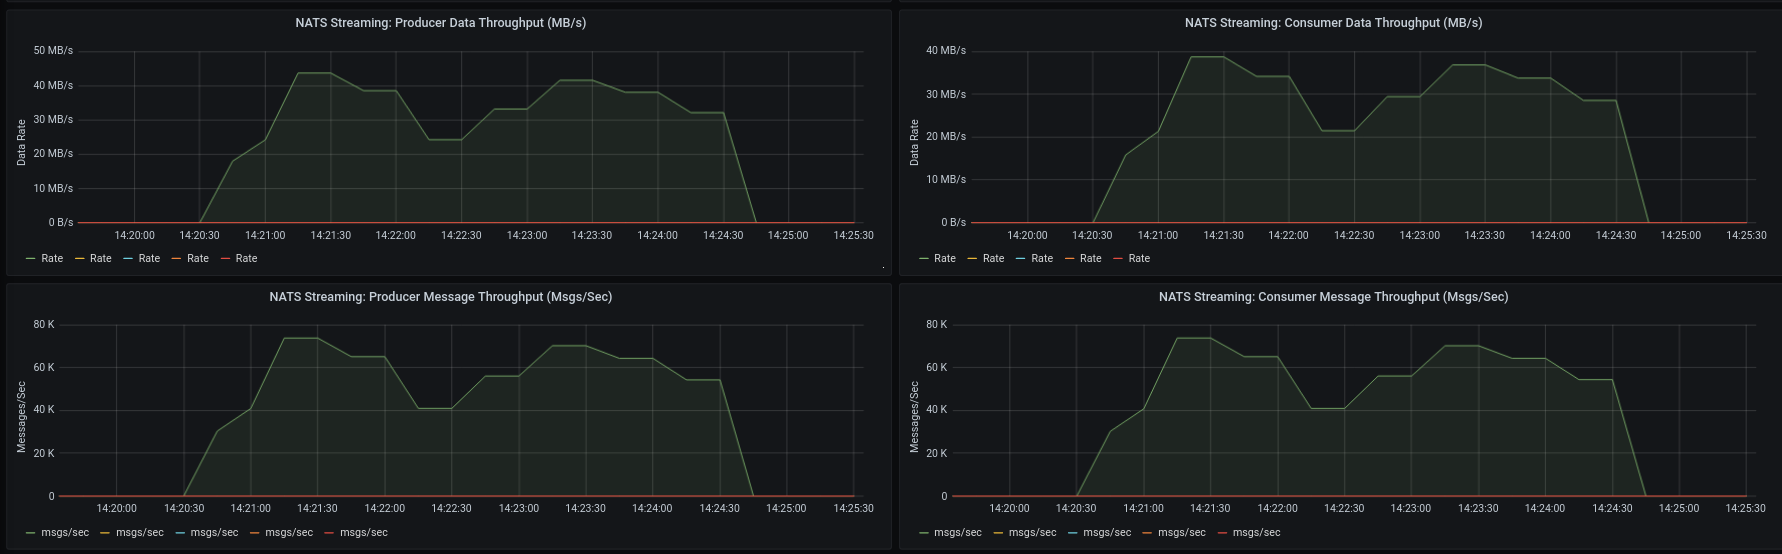 NATS Streaming: Producer Data Throughput (MB/s)
50 MB/s
40 MB/s
30 MB/s
20 MB/s
10 MB/s
0 B/s
Data Rate
14:20:00 14:20:30 14:21:00 14:21:30 14:22:00 14:22:30 14:23:00 14:23:30 14:24:00 14:24:30 14:25:00 14:25:30
Rate Rate Rate Rate Rate
NATS Streaming: Consumer Data Throughput (MB/s)
40 MB/s
30 MB/s
20 MB/s
10 MB/s
0 B/s
Data Rate
14:20:00 14:20:30 14:21:00 14:21:30 14:22:00 14:22:30 14:23:00 14:23:30 14:24:00 14:24:30 14:25:00 14:25:30
Rate Rate Rate Rate Rate
NATS Streaming: Producer Message Throughput (Msgs/Sec)
80 K
60 K
40 K
20 K
0
Messages/Sec
14:20:00 14:20:30 14:21:00 14:21:30 14:22:00 14:22:30 14:23:00 14:23:30 14:24:00 14:24:30 14:25:00 14:25:30
msgs/sec msgs/sec msgs/sec msgs/sec msgs/sec
NATS Streaming: Consumer Message Throughput (Msgs/Sec)
80 K
60 K
40 K
20 K
0
Messages/Sec
14:20:00 14:20:30 14:21:00 14:21:30 14:22:00 14:22:30 14:23:00 14:23:30 14:24:00 14:24:30 14:25:00 14:25:30
msgs/sec msgs/sec msgs/sec msgs/sec msgs/sec